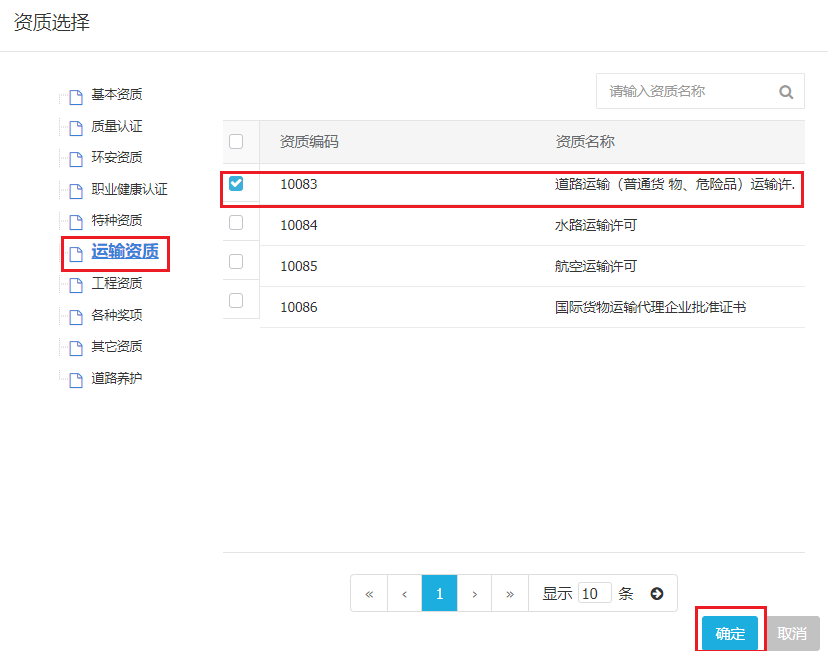 资质选择
请输入资质名称
基本资质
质量认证
环安资质
职业健康认证
特种资质
运输资质
工程资质
各种奖项
其它资质
道路养护
资质编码 资质名称
10083 道路运输（普通货 物、危险品）运输许.
10084 水路运输许可
10085 航空运输许可
10086 国际货物运输代理企业批准证书
« ‹ 1 › » 显示 10 条
确定 取消